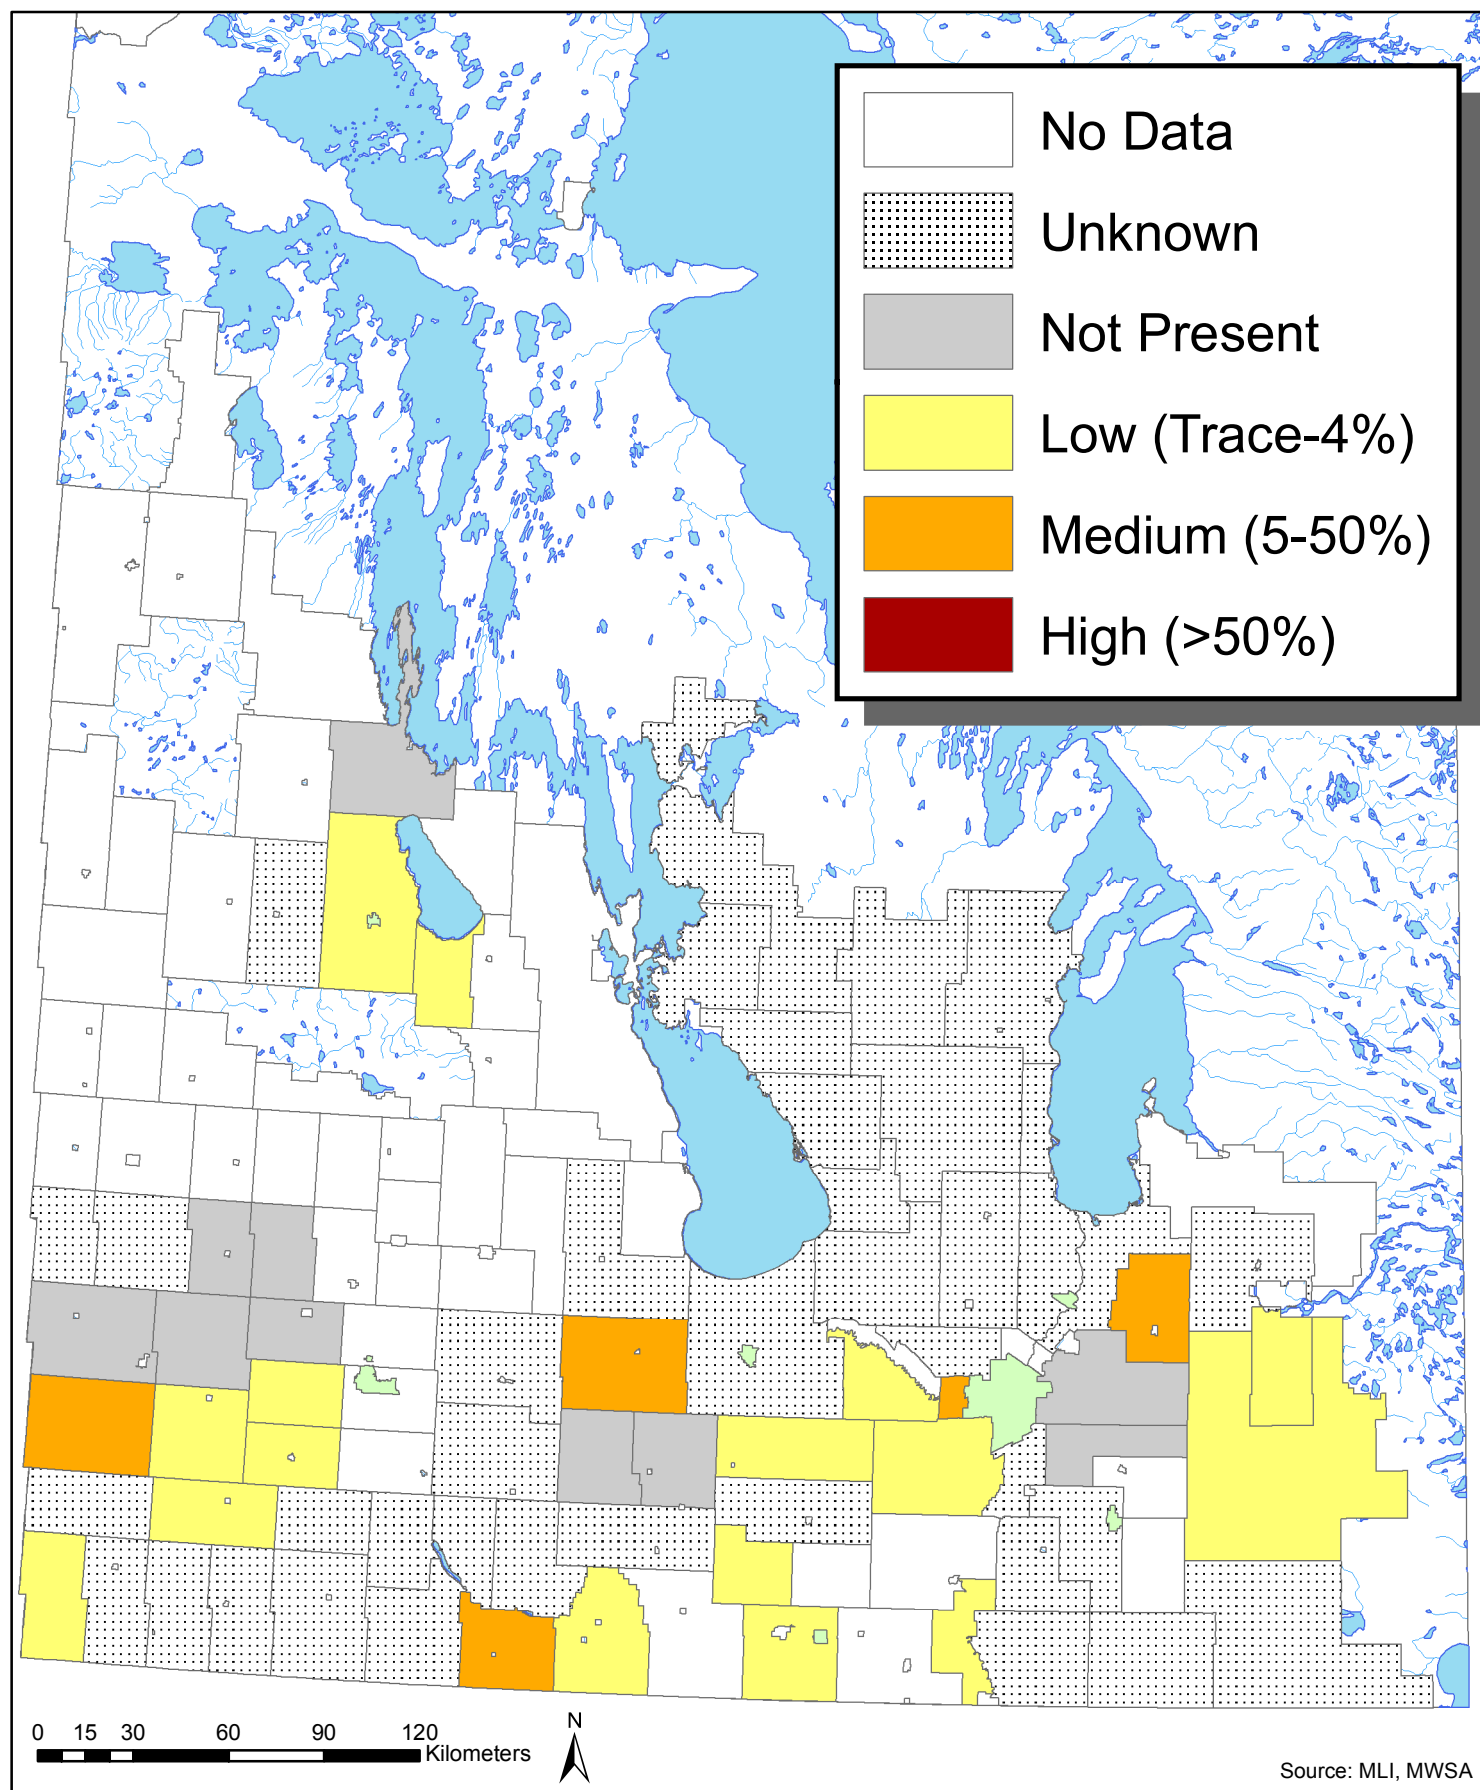 No Data
Unknown
Not Present
Low (Trace-4%)
Medium (5-50%)
High (>50%)
0 15 30 60 90 120
Kilometers
N
Source: MLI, MWSA